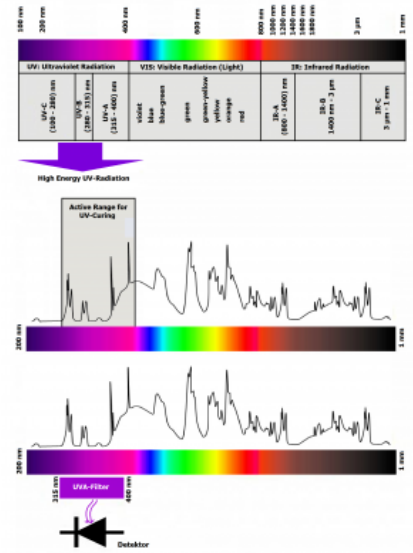 100 nm
200 nm
400 nm
600 nm
800 nm
1000 nm
1200 nm
1400 nm
1600 nm
1800 nm
3 µm
1 mm
UV: Ultraviolet Radiation
VIS: Visible Radiation (Light)
IR: Infrared Radiation
UV-C
(100 - 280) nm
UV-B
(280 - 315) nm
UV-A
(315 - 400) nm
violet
blue
blue-green
green
green-yellow
yellow
orange
red
IR-A
(800 - 1400) nm
IR-B
1400 nm - 3 µm
IR-C
3 µm - 1 mm
High Energy UV-Radiation
Active Range for
UV-Curing
200 nm
1 mm
200 nm
1 mm
315 nm
UVA-Filter
400 nm
Detektor